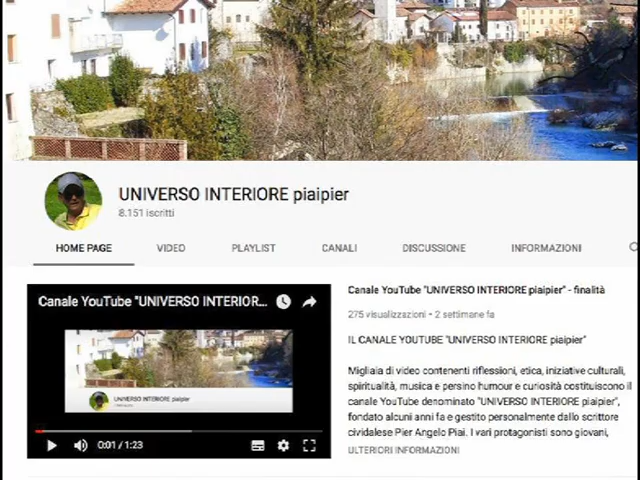 UNIVERSO INTERIORE piaipier
8.151 iscritti
HOME PAGE VIDEO PLAYLIST CANALI DISCUSSIONE INFORMAZIONI
Canale YouTube "UNIVERSO INTERIOR...
UNIVERSO INTERIORE piaipier
0:01 / 1:23
Canale YouTube "UNIVERSO INTERIORE piaipier" - finalità
275 visualizzazioni • 2 settimane fa
IL CANALE YOUTUBE "UNIVERSO INTERIORE piaipier"
Migliaia di video contenenti riflessioni, etica, iniziative culturali,
spiritualità, musica e persino humour e curiosità costituiscono il
canale YouTube denominato "UNIVERSO INTERIORE piaipier",
fondato alcuni anni fa e gestito personalmente dallo scrittore
cividalese Pier Angelo Piai. I vari protagonisti sono giovani,
ULTERIORI INFORMAZIONI